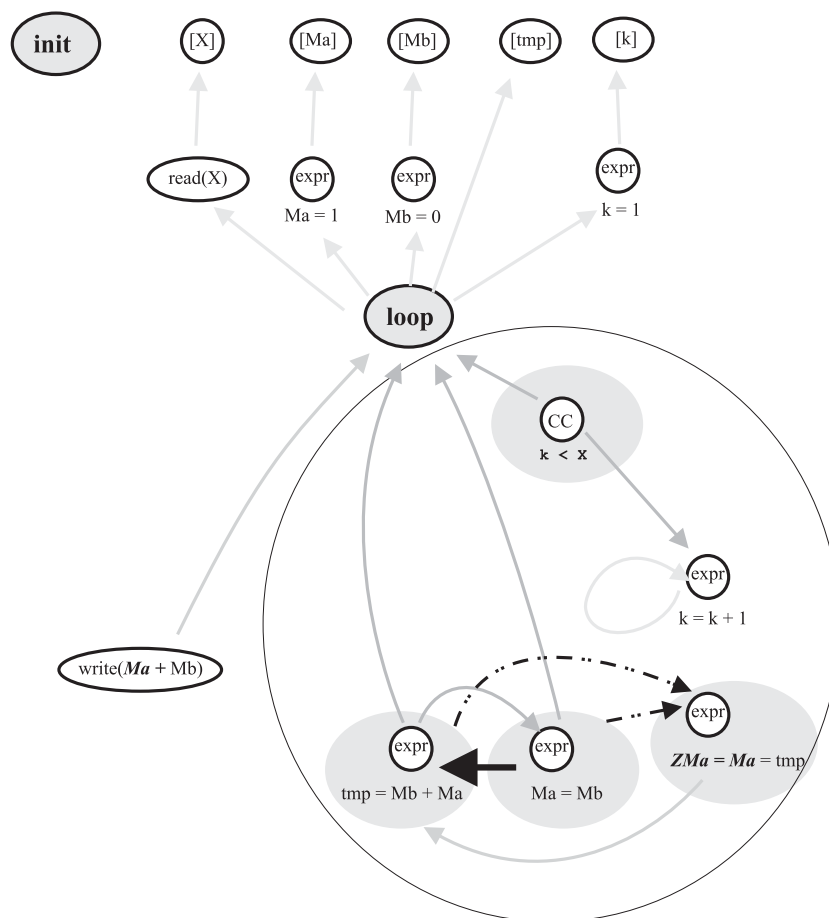 init
[X]
[Ma]
[Mb]
[tmp]
[k]
read(X)
expr
expr
expr
Ma = 1
Mb = 0
k = 1
loop
CC
k < X
expr
k = k + 1
write(Ma + Mb)
expr
expr
expr
tmp = Mb + Ma
Ma = Mb
ZMa = Ma = tmp